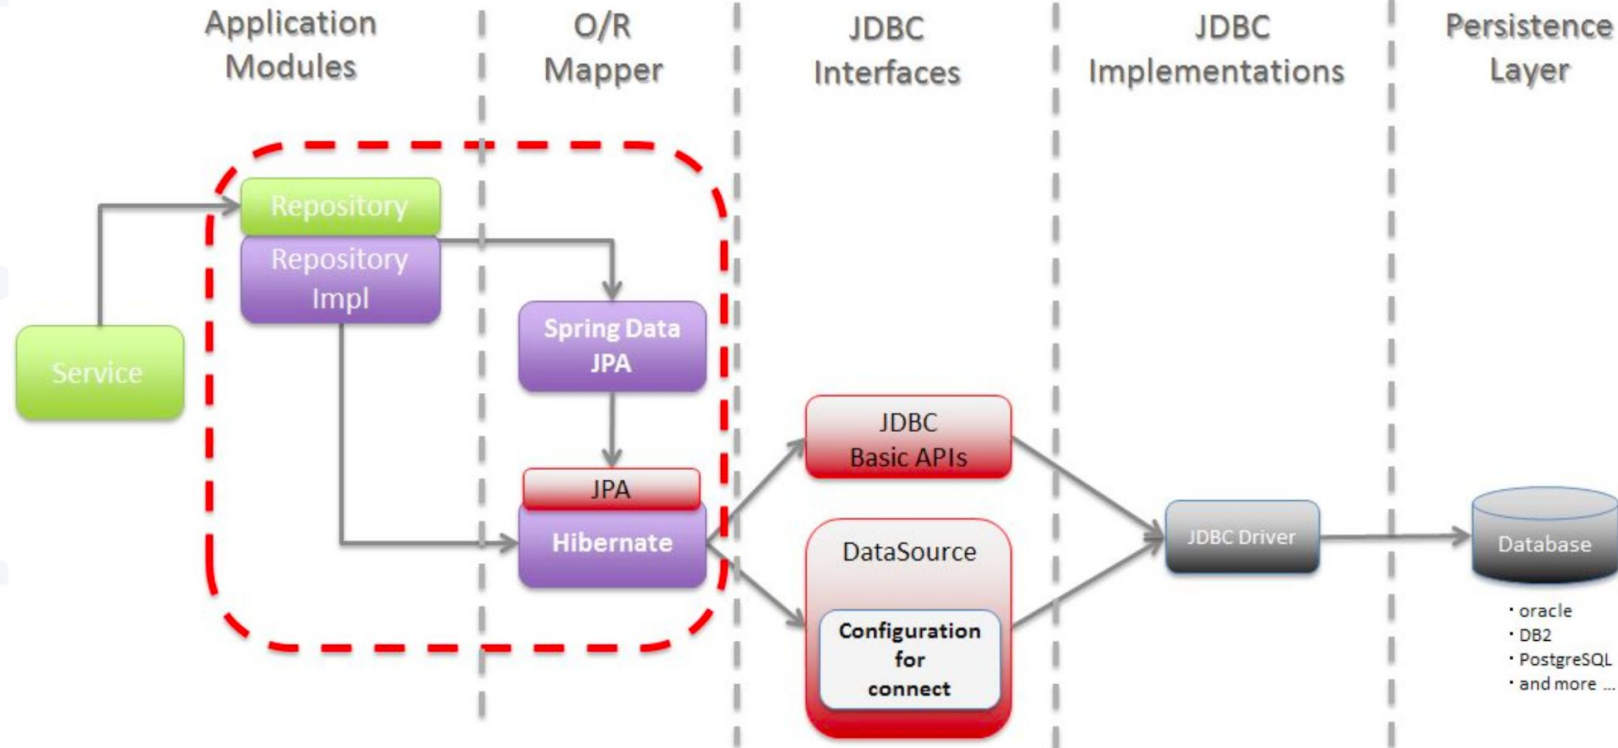 Application
Modules
O/R
Mapper
JDBC
Interfaces
JDBC
Implementations
Persistence
Layer
Repository
Repository
Impl
Service
Spring Data
JPA
JPA
Hibernate
JDBC
Basic APIs
DataSource
Configuration
for
connect
JDBC Driver
Database
・oracle
・DB2
・PostgreSQL
・and more ...